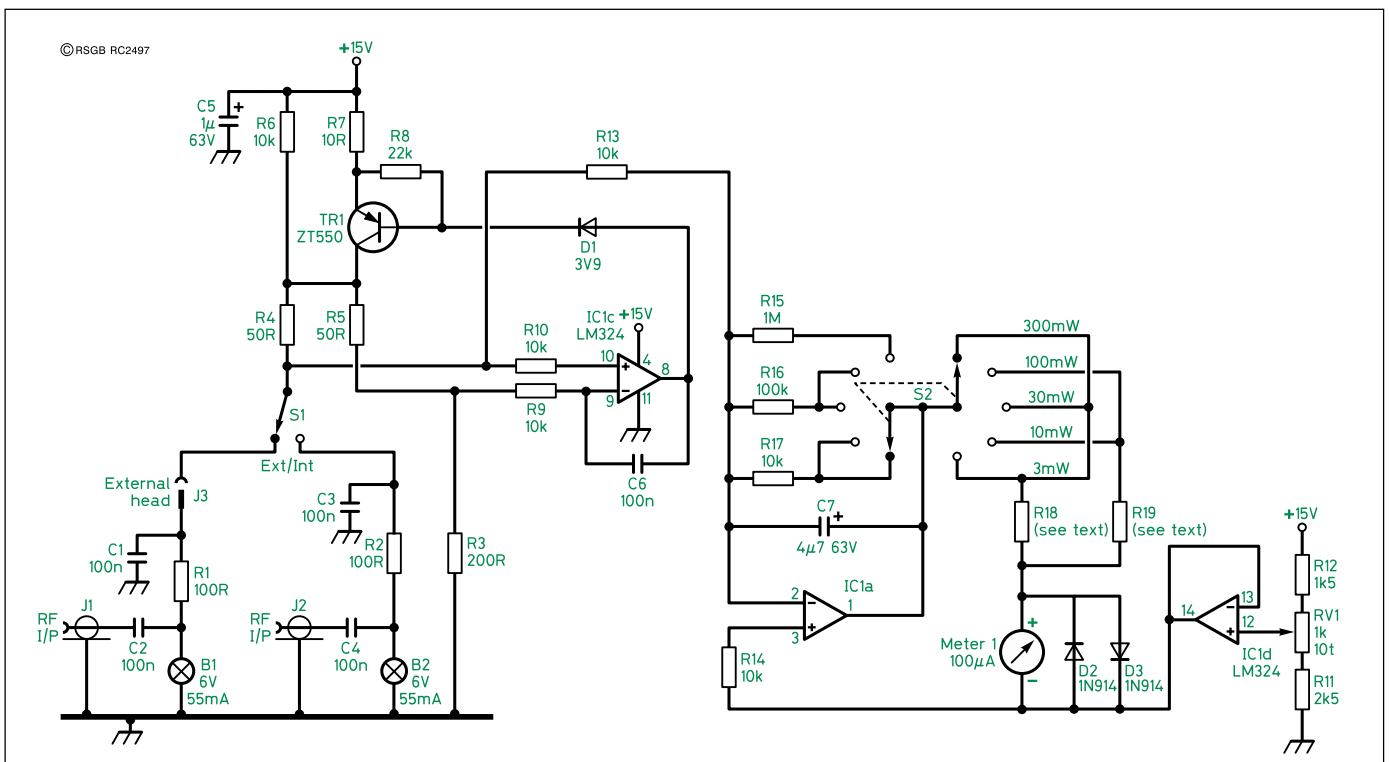 © RSGB RC2497
+15V
C5
1µ
63V
+
R6
10k
R7
10R
R8
22k
R13
10k
TR1
ZT550
D1
3V9
R4
50R
R5
50R
IC1c
LM324
+15V
R10
10k
10
+
4
8
−
9
11
R9
10k
C6
100n
S1
Ext/Int
External
head
J3
C3
100n
C1
100n
R1
100R
R2
100R
R3
200R
RF
I/P
J1
C2
100n
B1
6V
55mA
RF
I/P
J2
C4
100n
B2
6V
55mA
R15
1M
R16
100k
R17
10k
S2
300mW
100mW
30mW
10mW
3mW
C7
+
4µ7 63V
IC1a
2
−
1
+
3
R14
10k
R18
(see text)
R19
(see text)
Meter 1
100µA
+
−
D2
1N914
D3
1N914
14
−
13
+
12
IC1d
LM324
+15V
R12
1k5
RV1
1k
10t
R11
2k5